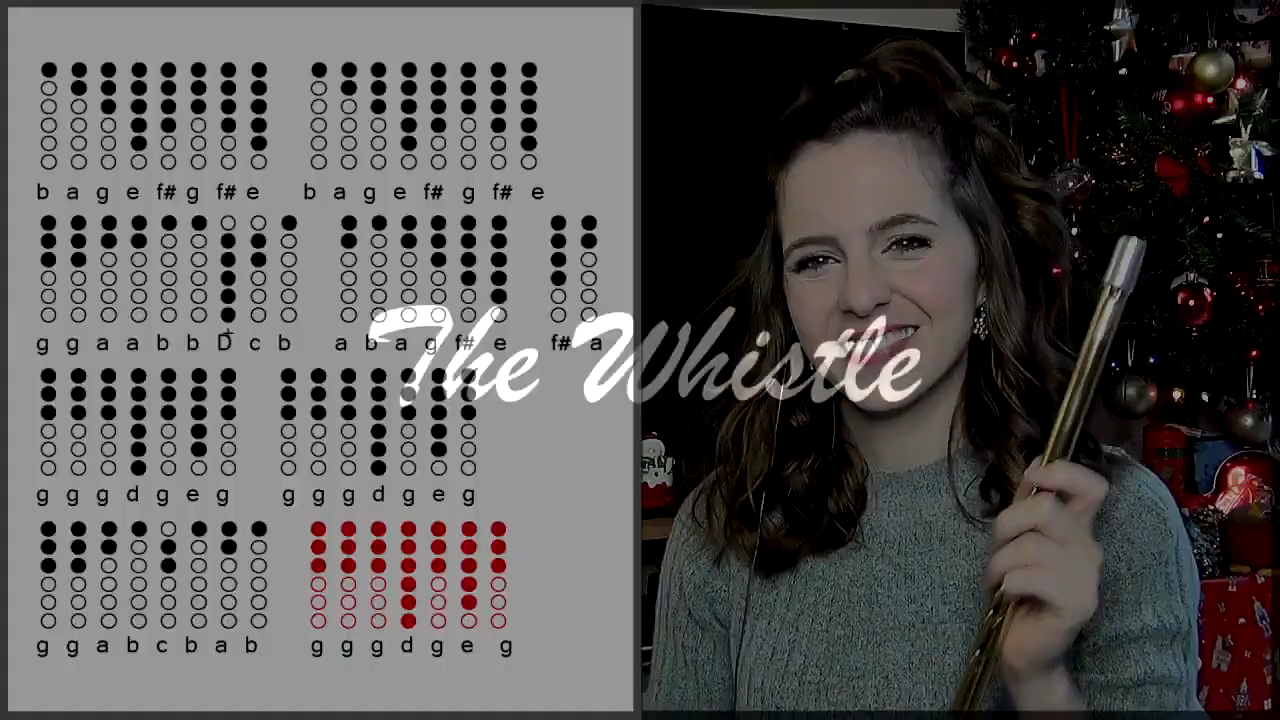 b a g e f# g f# e b a g e f# g f# e
g g a a b b D+ c b a b a g f# e f# a
The Whistle
g g g d g e g g g g d g e g
g g a b c b a b g g g d g e g